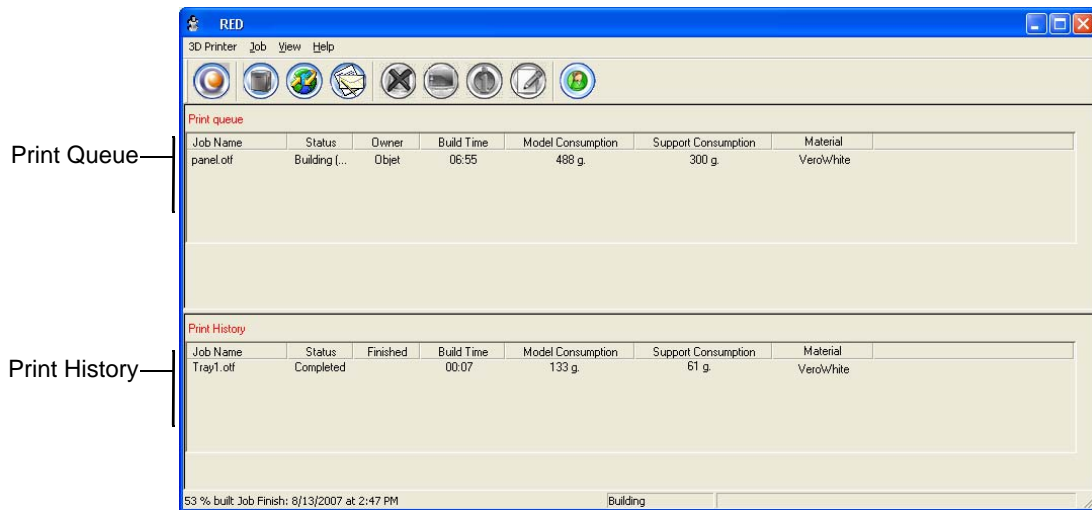 RED
3D Printer Job View Help
Print queue
Print Queue
Job Name Status Owner Build Time Model Consumption Support Consumption Material
panel.otf Building (... Objet 06:55 488 g. 300 g. VeroWhite
Print History
Print History
Job Name Status Finished Build Time Model Consumption Support Consumption Material
Tray1.otf Completed 00:07 133 g. 61 g. VeroWhite
53 % built Job Finish: 8/13/2007 at 2:47 PM Building